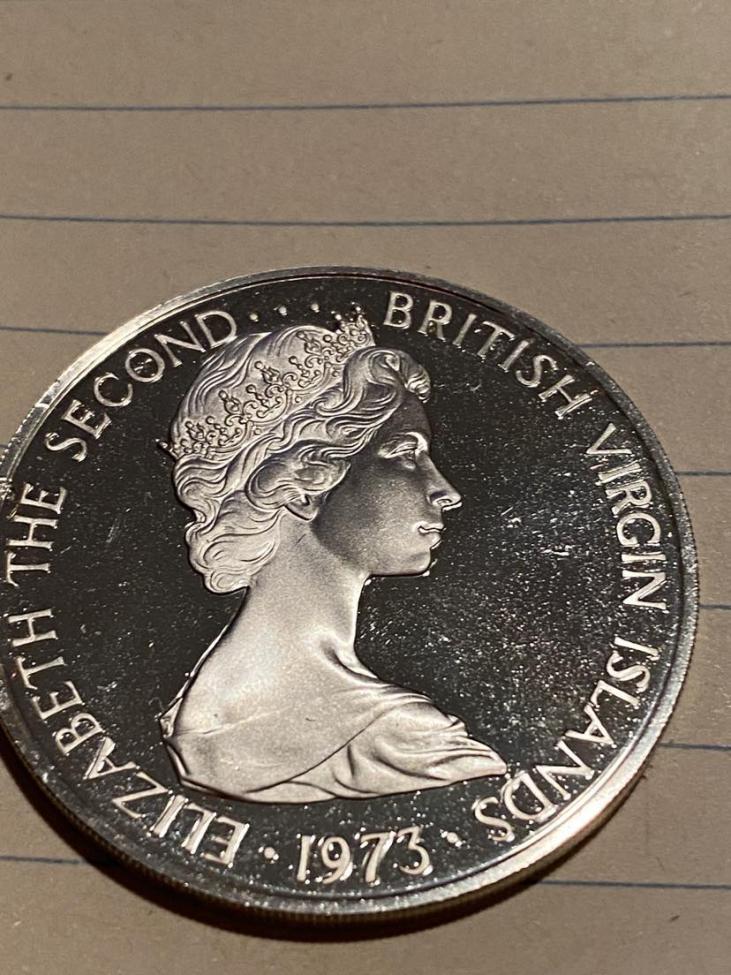 ELIZABETH THE SECOND · · · · BRITISH VIRGIN ISLANDS
· 1973 ·